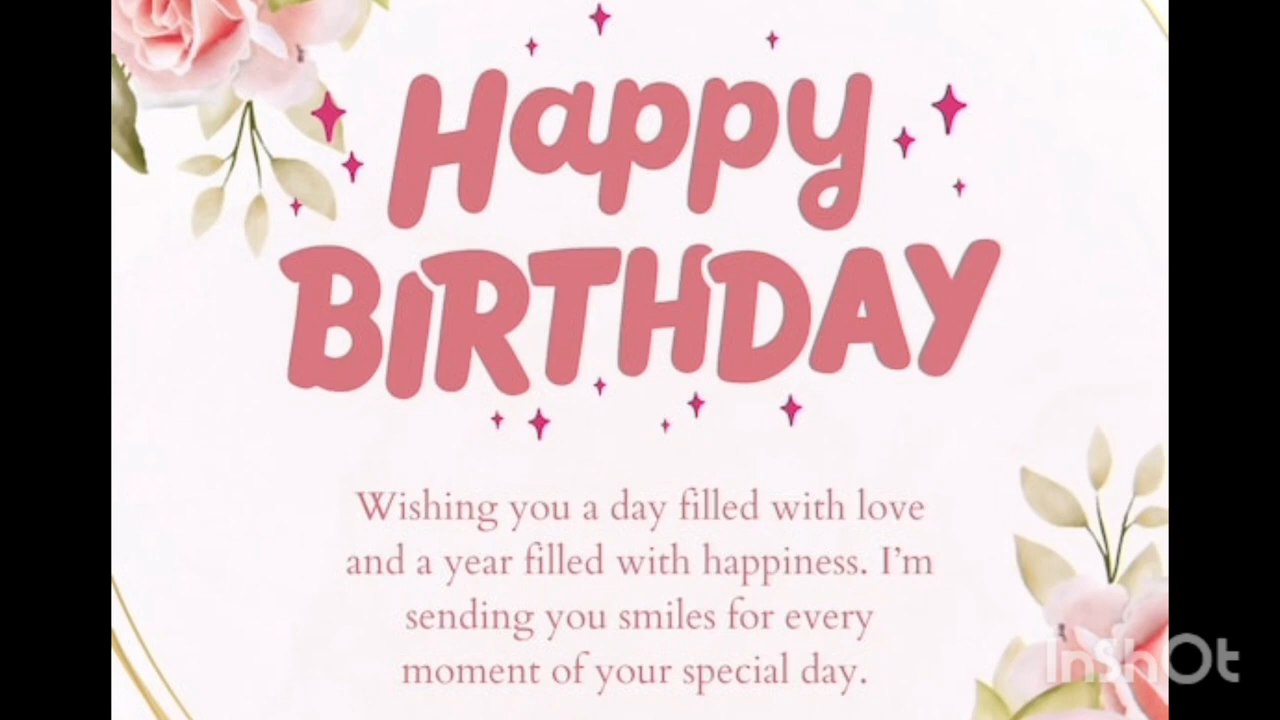 Happy
BIRTHDAY
Wishing you a day filled with love
and a year filled with happiness. I’m
sending you smiles for every
moment of your special day.
InShOt